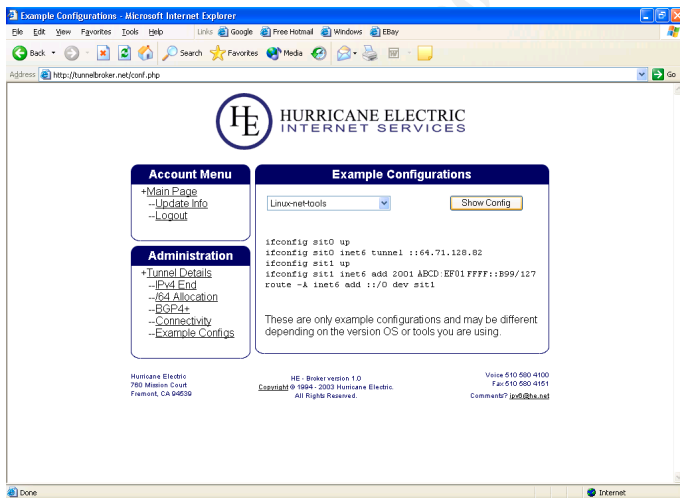 Example Configurations - Microsoft Internet Explorer
File Edit View Favorites Tools Help Links Google Free Hotmail Windows EBay
Back Search Favorites Media
Address http://tunnelbroker.net/conf.php Go
HE HURRICANE ELECTRIC
INTERNET SERVICES
Account Menu
+Main Page
--Update Info
--Logout
Administration
+Tunnel Details
--IPv4 End
--/64 Allocation
--BGP4+
--Connectivity
--Example Configs
Example Configurations
Linux-net-tools Show Config
ifconfig sit0 up
ifconfig sit0 inet6 tunnel ::64.71.128.82
ifconfig sit1 up
ifconfig sit1 inet6 add 2001 ABCD:EF01 FFFF::B99/127
route -A inet6 add ::/0 dev sit1
These are only example configurations and may be different
depending on the version OS or tools you are using.
Hurricane Electric
760 Mission Court
Fremont, CA 94539
HE - Broker version 1.0
Copyright © 1994 - 2003 Hurricane Electric.
All Rights Reserved.
Voice 510 580 4100
Fax 510 580 4151
Comments? ipv6@he.net
Done Internet